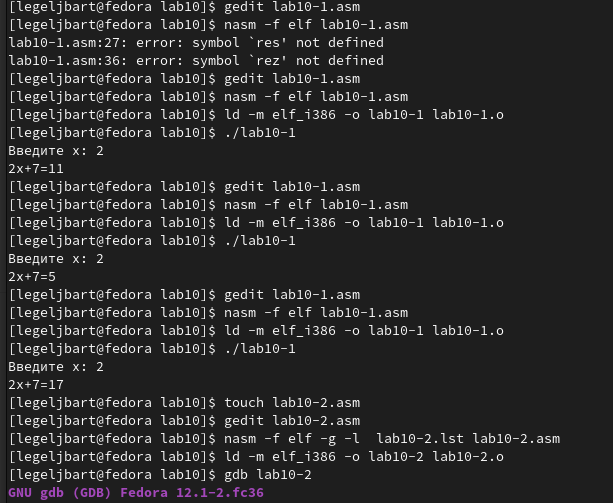 [legeljbart@fedora lab10]$ gedit lab10-1.asm
[legeljbart@fedora lab10]$ nasm -f elf lab10-1.asm
lab10-1.asm:27: error: symbol `res' not defined
lab10-1.asm:36: error: symbol `rez' not defined
[legeljbart@fedora lab10]$ gedit lab10-1.asm
[legeljbart@fedora lab10]$ nasm -f elf lab10-1.asm
[legeljbart@fedora lab10]$ ld -m elf_i386 -o lab10-1 lab10-1.o
[legeljbart@fedora lab10]$ ./lab10-1
Введите x: 2
2x+7=11
[legeljbart@fedora lab10]$ gedit lab10-1.asm
[legeljbart@fedora lab10]$ nasm -f elf lab10-1.asm
[legeljbart@fedora lab10]$ ld -m elf_i386 -o lab10-1 lab10-1.o
[legeljbart@fedora lab10]$ ./lab10-1
Введите x: 2
2x+7=5
[legeljbart@fedora lab10]$ gedit lab10-1.asm
[legeljbart@fedora lab10]$ nasm -f elf lab10-1.asm
[legeljbart@fedora lab10]$ ld -m elf_i386 -o lab10-1 lab10-1.o
[legeljbart@fedora lab10]$ ./lab10-1
Введите x: 2
2x+7=17
[legeljbart@fedora lab10]$ touch lab10-2.asm
[legeljbart@fedora lab10]$ gedit lab10-2.asm
[legeljbart@fedora lab10]$ nasm -f elf -g -l  lab10-2.lst lab10-2.asm
[legeljbart@fedora lab10]$ ld -m elf_i386 -o lab10-2 lab10-2.o
[legeljbart@fedora lab10]$ gdb lab10-2
GNU gdb (GDB) Fedora 12.1-2.fc36